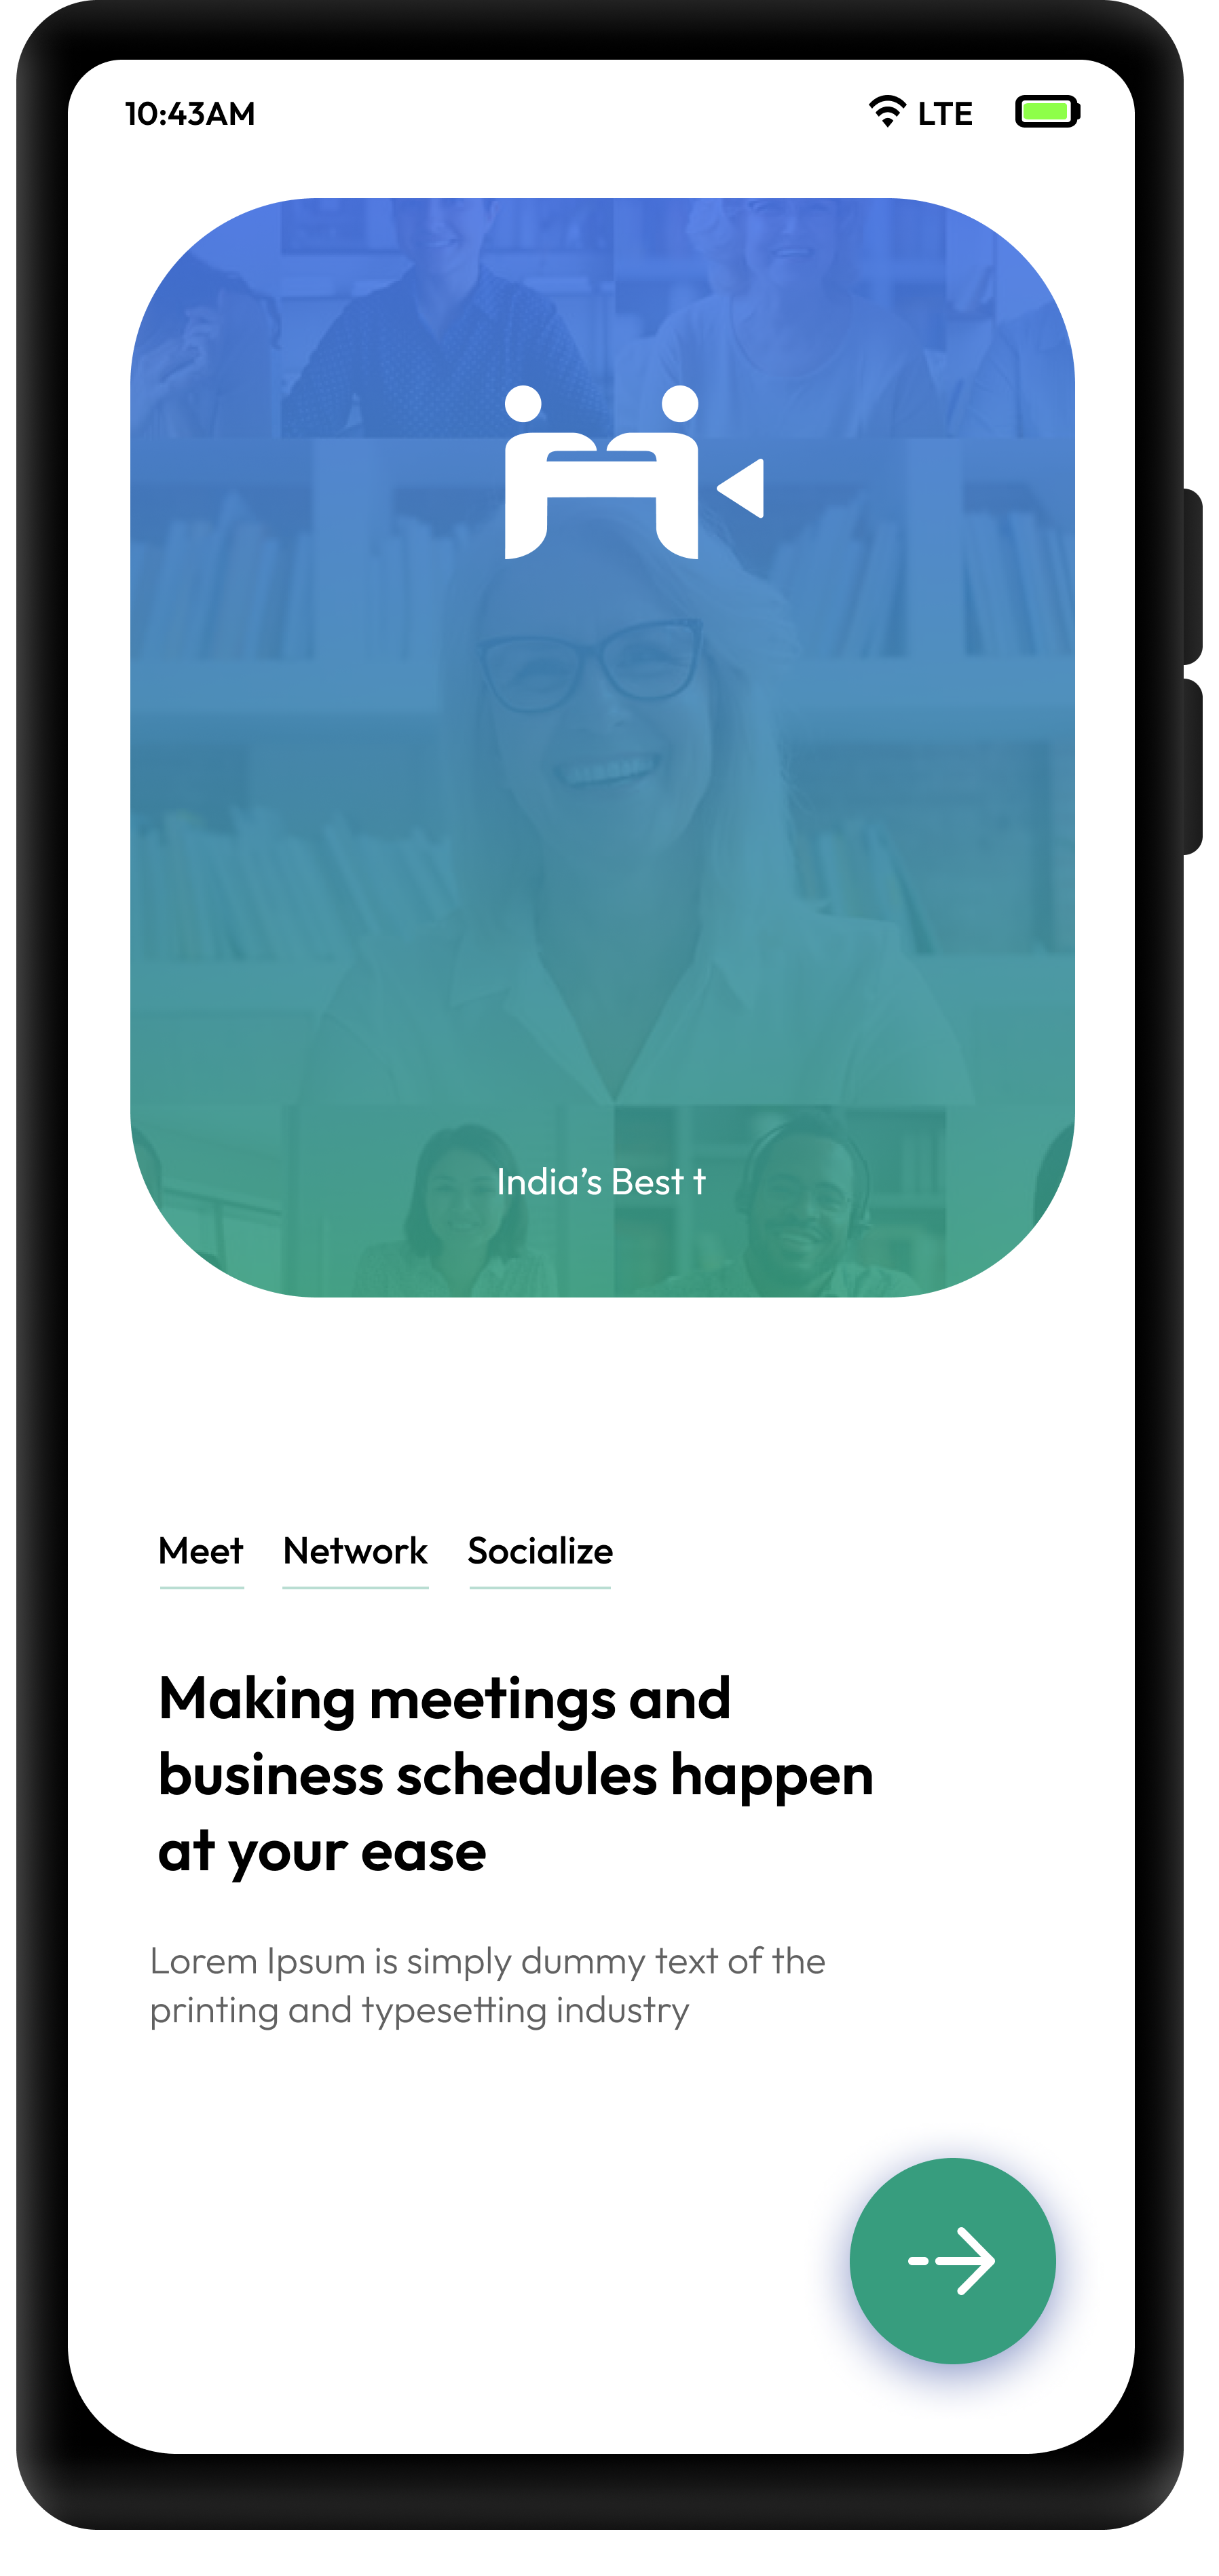 10:43AM LTE
India’s Best t
Meet Network Socialize
Making meetings and
business schedules happen
at your ease
Lorem Ipsum is simply dummy text of the
printing and typesetting industry